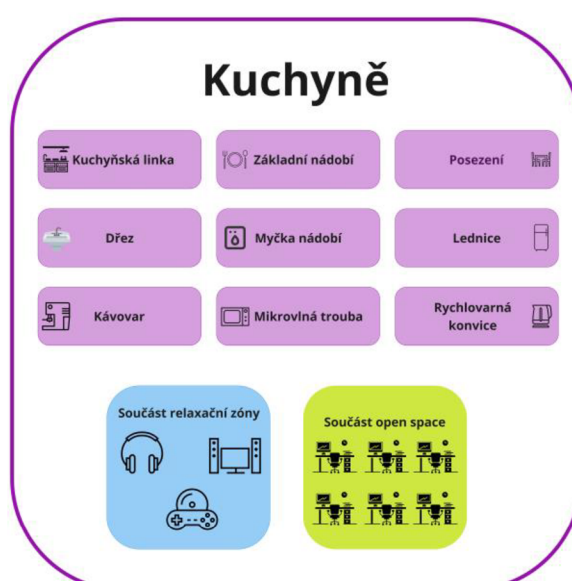 Kuchyně
Kuchyňská linka
Základní nádobí
Posezení
Dřez
Myčka nádobí
Lednice
Kávovar
Mikrovlná trouba
Rychlovarná
konvice
Součást relaxační zóny
Součást open space